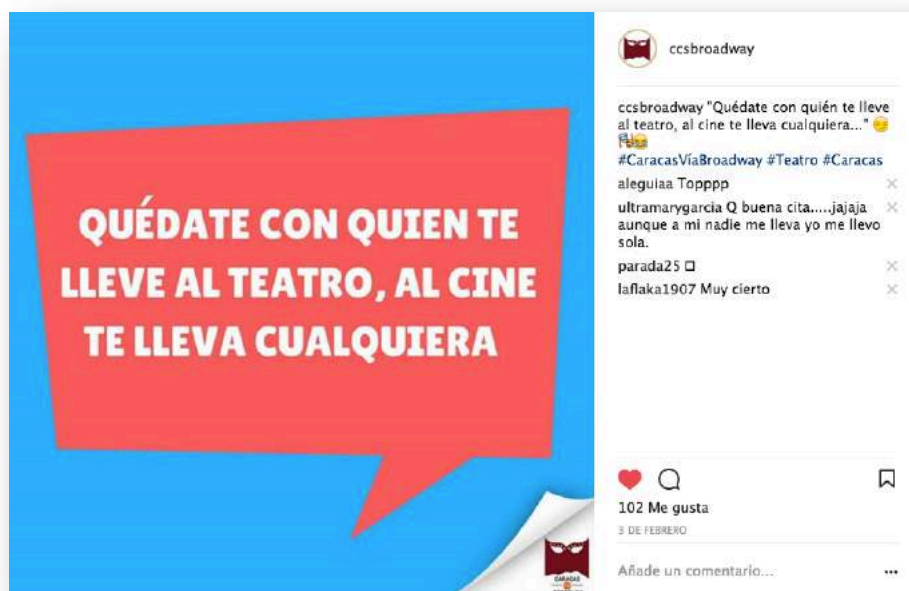 QUÉDATE CON QUIEN TE
LLEVE AL TEATRO, AL CINE
TE LLEVA CUALQUIERA
CARACAS
ccsbroadway
ccsbroadway "Quédate con quién te lleve
al teatro, al cine te lleva cualquiera..." 😏
🎭😂
#CaracasVíaBroadway #Teatro #Caracas
aleguiaa Topppp
ultramarygarcia Q buena cita.....jajaja
aunque a mi nadie me lleva yo me llevo
sola.
parada25
laflaka1907 Muy cierto
102 Me gusta
3 DE FEBRERO
Añade un comentario...